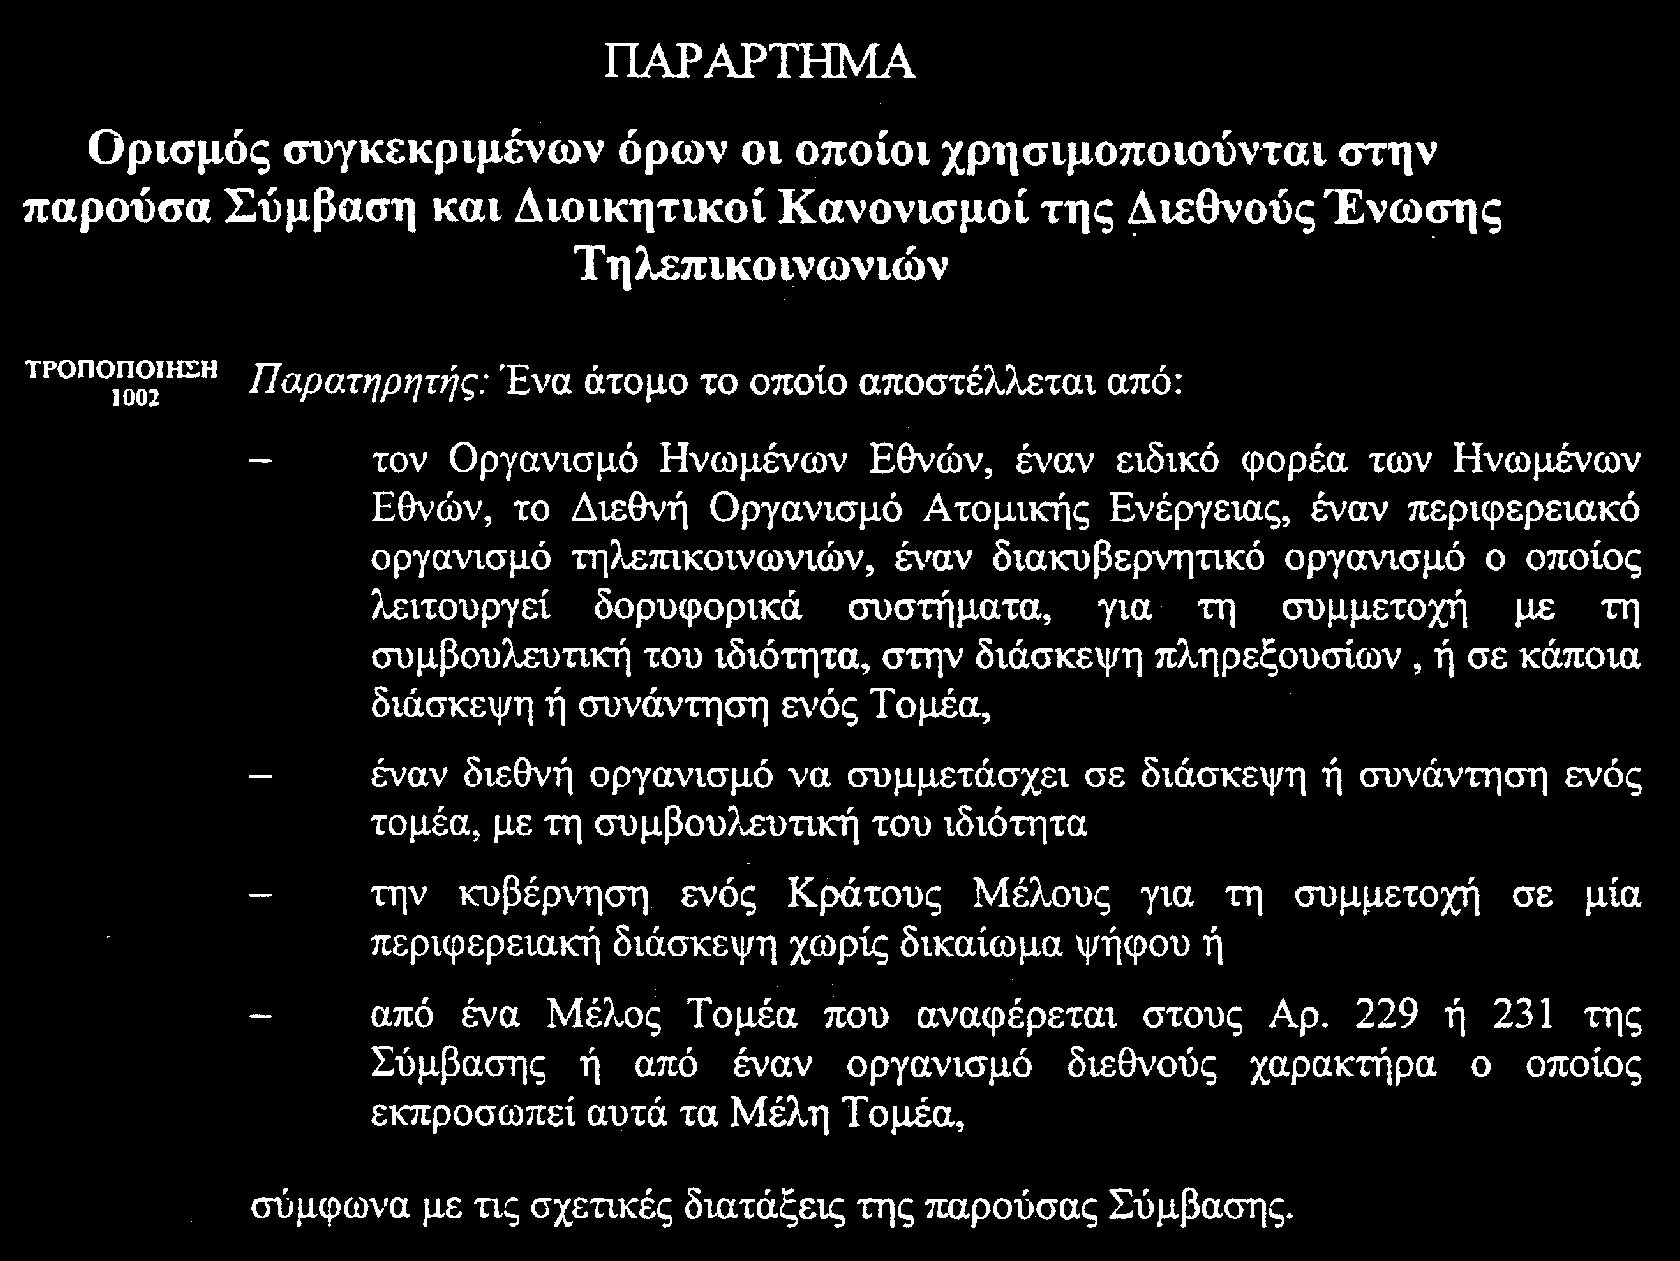 ΠΑΡΑΡΤΗΜΑ
Ορισμός συγκεκριμένων όρων οι οποίοι χρησιμοποιούνται στην
παρούσα Σύμβαση και Διοικητικοί Κανονισμοί της Διεθνούς Ένωσης
Τηλεπικοινωνιών
ΤΡΟΠΟΠΟΙΗΣΗ
1002
Παρατηρητής: Ένα άτομο το οποίο αποστέλλεται από:
– τον Οργανισμό Ηνωμένων Εθνών, έναν ειδικό φορέα των Ηνωμένων
Εθνών, το Διεθνή Οργανισμό Ατομικής Ενέργειας, έναν περιφερειακό
οργανισμό τηλεπικοινωνιών, έναν διακυβερνητικό οργανισμό ο οποίος
λειτουργεί δορυφορικά συστήματα, για τη συμμετοχή με τη
συμβουλευτική του ιδιότητα, στην διάσκεψη πληρεξουσίων , ή σε κάποια
διάσκεψη ή συνάντηση ενός Τομέα,
– έναν διεθνή οργανισμό να συμμετάσχει σε διάσκεψη ή συνάντηση ενός
τομέα, με τη συμβουλευτική του ιδιότητα
– την κυβέρνηση ενός Κράτους Μέλους για τη συμμετοχή σε μία
περιφερειακή διάσκεψη χωρίς δικαίωμα ψήφου ή
– από ένα Μέλος Τομέα που αναφέρεται στους Αρ. 229 ή 231 της
Σύμβασης ή από έναν οργανισμό διεθνούς χαρακτήρα ο οποίος
εκπροσωπεί αυτά τα Μέλη Τομέα,
σύμφωνα με τις σχετικές διατάξεις της παρούσας Σύμβασης.